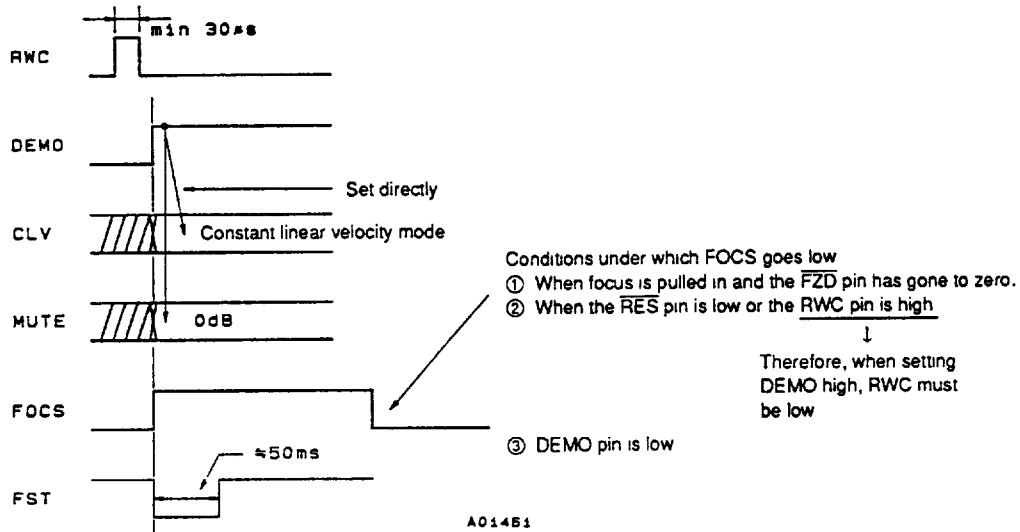 min 30μs
RWC
DEMO
Set directly
CLV
Constant linear velocity mode
MUTE
0dB
Conditions under which FOCS goes low
① When focus is pulled in and the F̅Z̅D̅ pin has gone to zero.
② When the R̅E̅S̅ pin is low or the RWC pin is high
↓
Therefore, when setting
DEMO high, RWC must
be low
FOCS
③ DEMO pin is low
≒50ms
FST
A01451